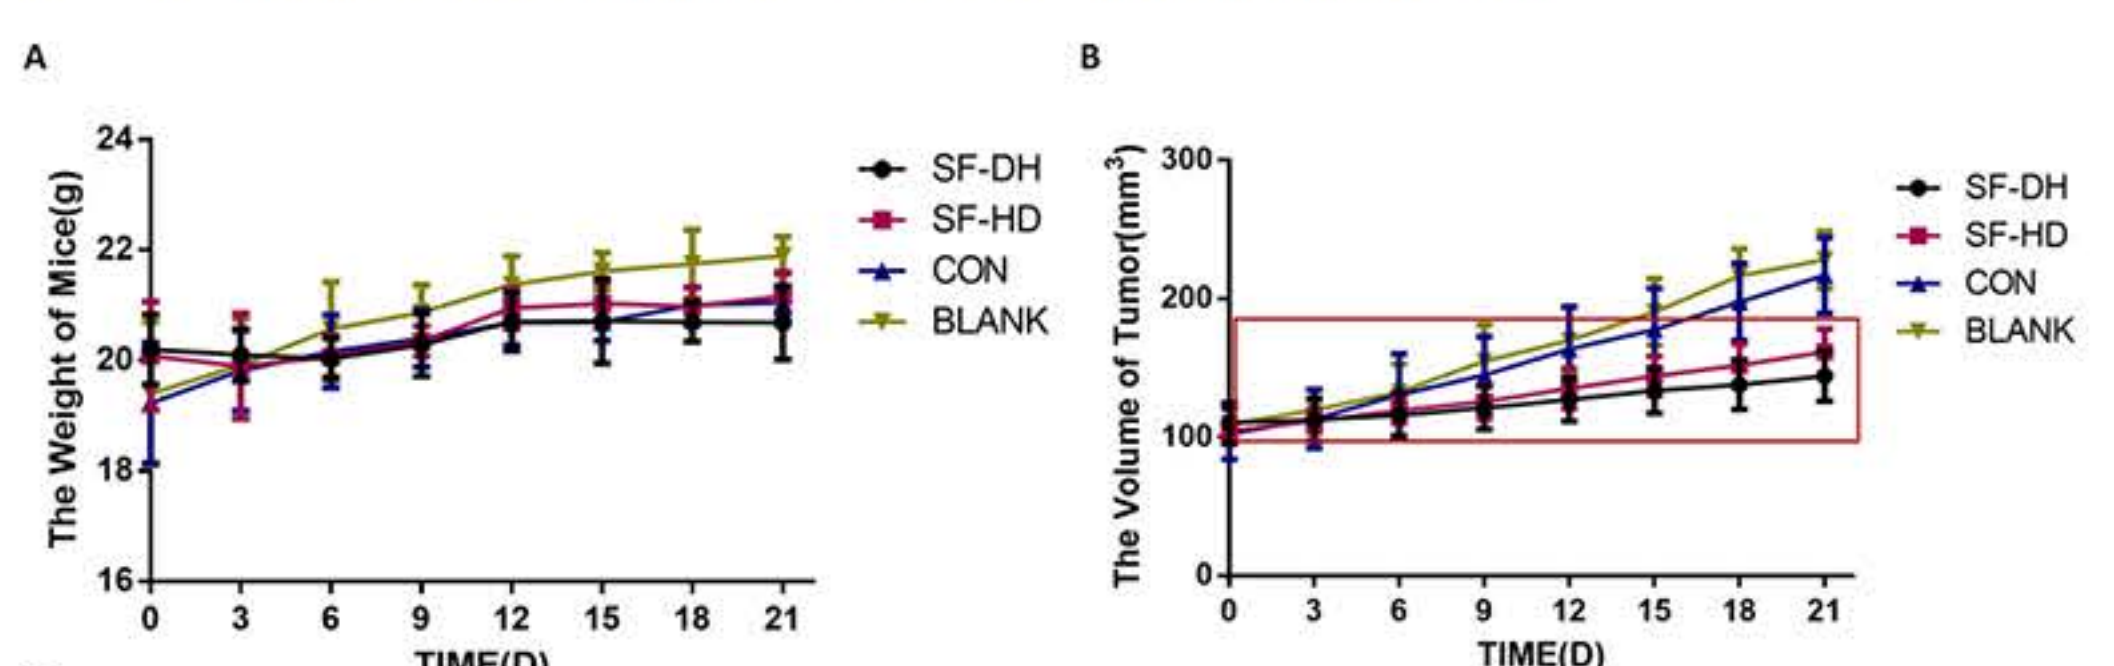 A
B
The Weight of Mice(g)
24
22
20
18
16
0 3 6 9 12 15 18 21
TIME(D)
SF-DH
SF-HD
CON
BLANK
The Volume of Tumor(mm³)
300
200
100
0
0 3 6 9 12 15 18 21
TIME(D)
SF-DH
SF-HD
CON
BLANK